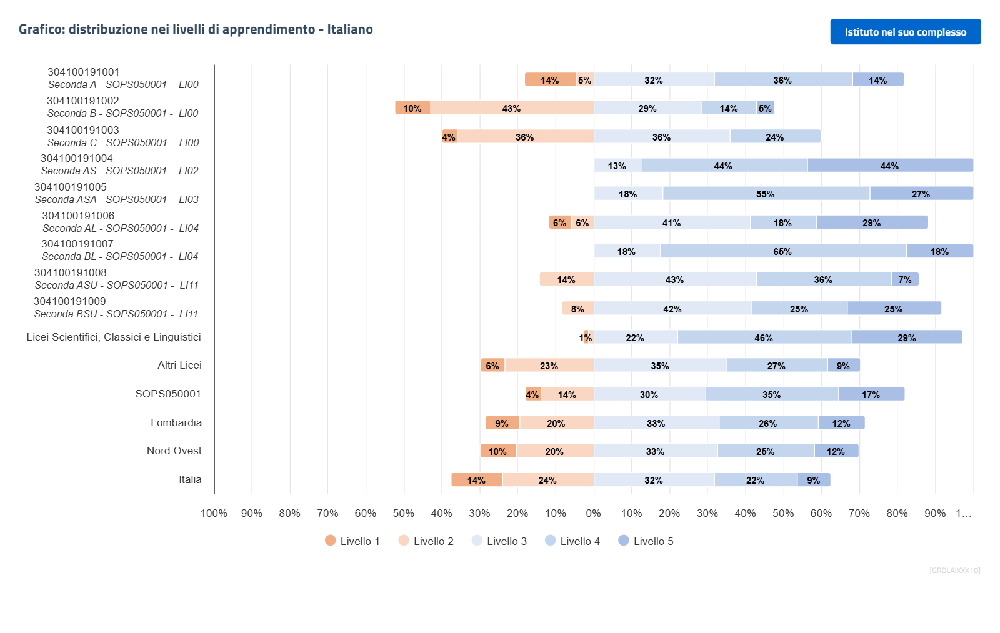 Grafico: distribuzione nei livelli di apprendimento - Italiano
Istituto nel suo complesso
304100191001
Seconda A - SOPS050001 - LI00
14% 5% 32% 36% 14%
304100191002
Seconda B - SOPS050001 - LI00
10% 43% 29% 14% 5%
304100191003
Seconda C - SOPS050001 - LI00
4% 36% 36% 24%
304100191004
Seconda AS - SOPS050001 - LI02
13% 44% 44%
304100191005
Seconda ASA - SOPS050001 - LI03
18% 55% 27%
304100191006
Seconda AL - SOPS050001 - LI04
6% 6% 41% 18% 29%
304100191007
Seconda BL - SOPS050001 - LI04
18% 65% 18%
304100191008
Seconda ASU - SOPS050001 - LI11
14% 43% 36% 7%
304100191009
Seconda BSU - SOPS050001 - LI11
8% 42% 25% 25%
Licei Scientifici, Classici e Linguistici 1% 22% 46% 29%
Altri Licei 6% 23% 35% 27% 9%
SOPS050001 4% 14% 30% 35% 17%
Lombardia 9% 20% 33% 26% 12%
Nord Ovest 10% 20% 33% 25% 12%
Italia 14% 24% 32% 22% 9%
100% 90% 80% 70% 60% 50% 40% 30% 20% 10% 0% 10% 20% 30% 40% 50% 60% 70% 80% 90% 1…
Livello 1 Livello 2 Livello 3 Livello 4 Livello 5
[GRDLAIXXX10]